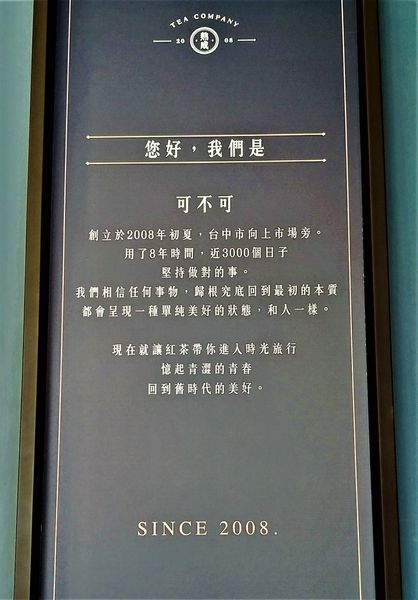 TEA COMPANY
20 熟成 08
您好，我們是
可不可
創立於2008年初夏，台中市向上市場旁。
用了8年時間，近3000個日子
堅持做對的事。
我們相信任何事物，歸根究底回到最初的本質
都會呈現一種單純美好的狀態，和人一樣。
現在就讓紅茶帶你進入時光旅行
憶起青澀的青春
回到舊時代的美好。
SINCE 2008.